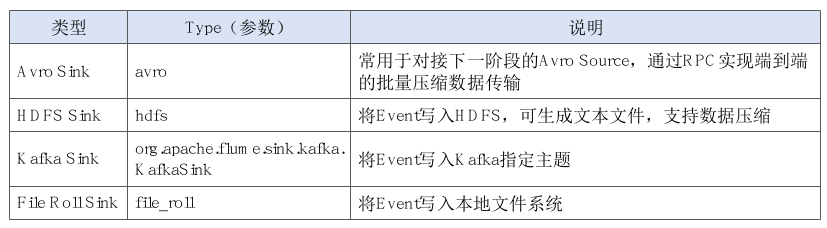 类型 Type（参数） 说明
Avro Sink avro 常用于对接下一阶段的Avro Source，通过RPC实现端到端
的批量压缩数据传输
HDFS Sink hdfs 将Event写入HDFS，可生成文本文件，支持数据压缩
Kafka Sink org.apache.flume.sink.kafka.
KafkaSink 将Event写入Kafka指定主题
File Roll Sink file_roll 将Event写入本地文件系统